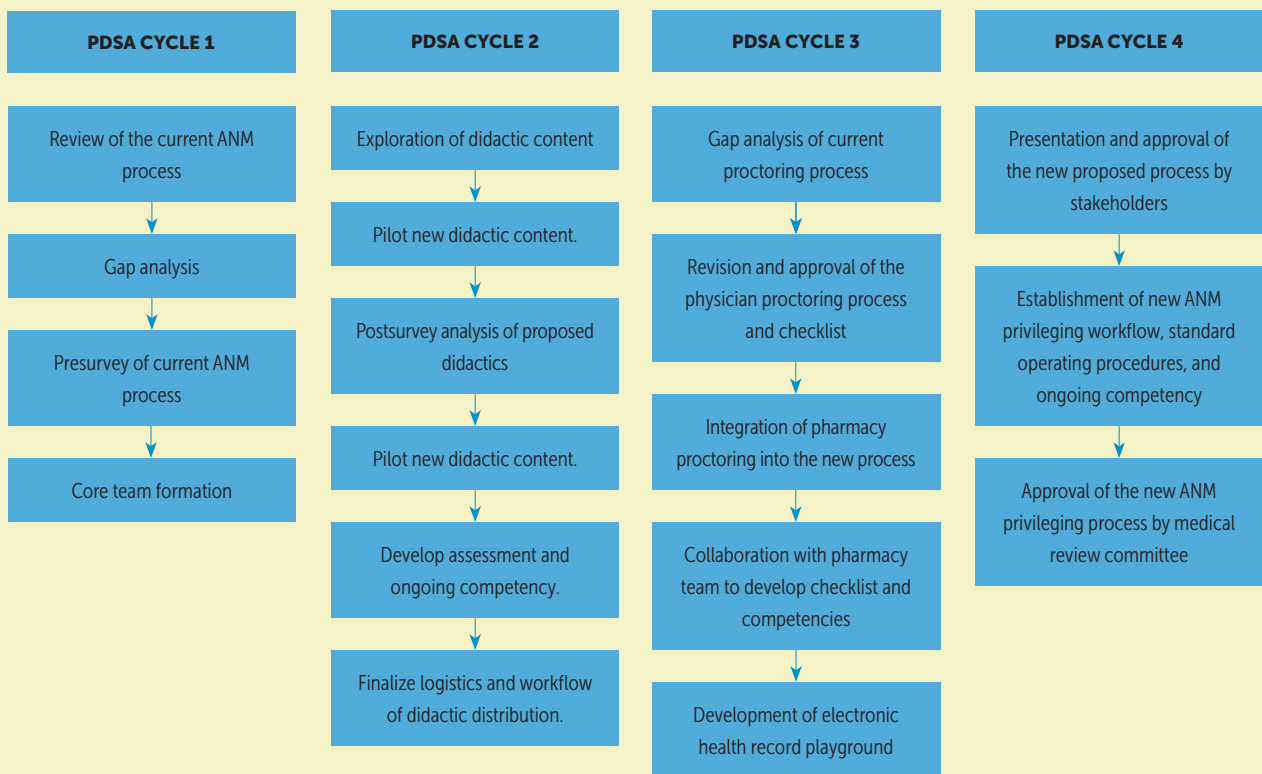 PDSA CYCLE 1
Review of the current ANM
process
Gap analysis
Presurvey of current ANM
process
Core team formation
PDSA CYCLE 2
Exploration of didactic content
Pilot new didactic content.
Postsurvey analysis of proposed
didactics
Pilot new didactic content.
Develop assessment and
ongoing competency.
Finalize logistics and workflow
of didactic distribution.
PDSA CYCLE 3
Gap analysis of current
proctoring process
Revision and approval of the
physician proctoring process
and checklist
Integration of pharmacy
proctoring into the new process
Collaboration with pharmacy
team to develop checklist and
competencies
Development of electronic
health record playground
PDSA CYCLE 4
Presentation and approval of
the new proposed process by
stakeholders
Establishment of new ANM
privileging workflow, standard
operating procedures, and
ongoing competency
Approval of the new ANM
privileging process by medical
review committee